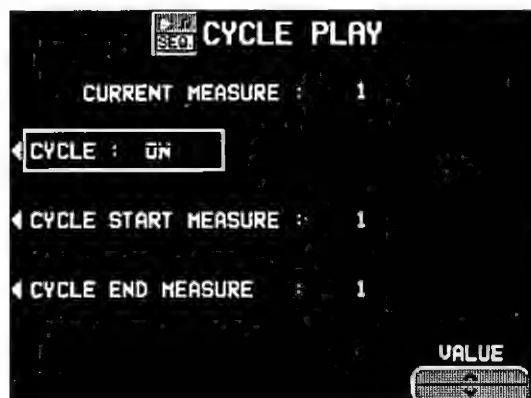 SEQ. CYCLE PLAY
CURRENT MEASURE : 1
CYCLE : ON
CYCLE START MEASURE : 1
CYCLE END MEASURE : 1
VALUE